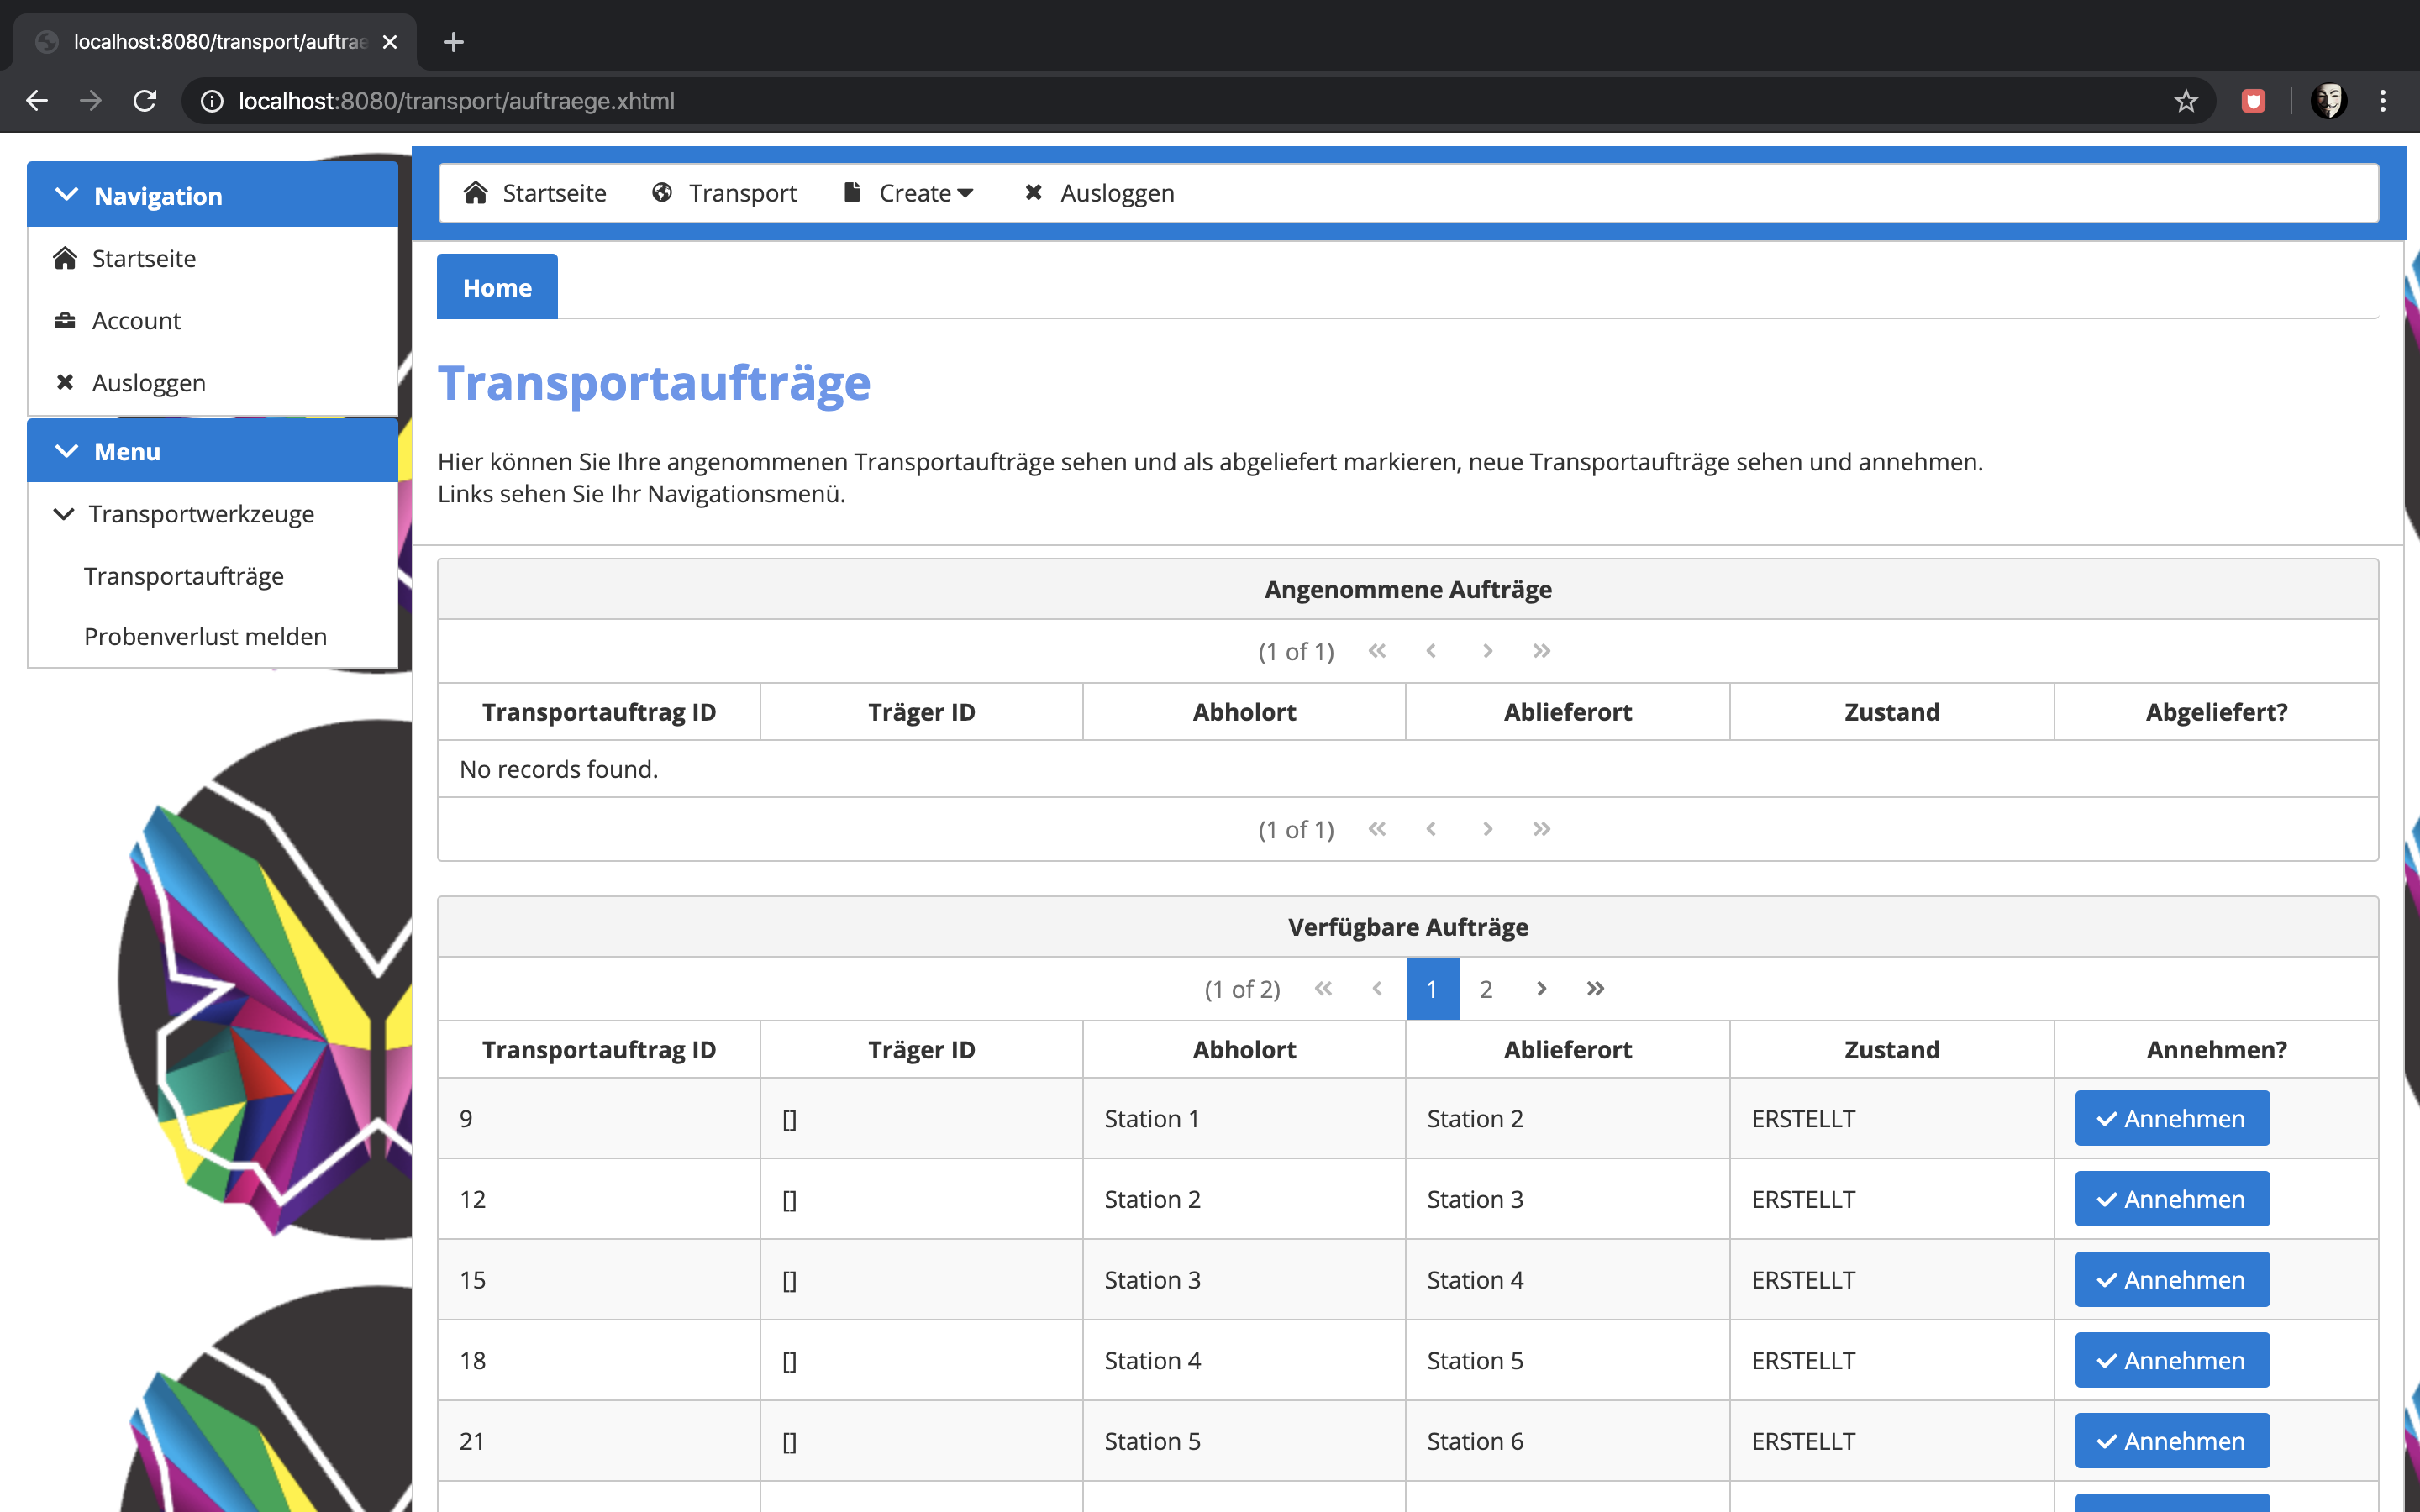 localhost:8080/transport/auftrae
localhost:8080/transport/auftraege.xhtml
Navigation
Startseite
Account
Ausloggen
Menu
Transportwerkzeuge
Transportaufträge
Probenverlust melden
Startseite Transport Create Ausloggen
Home
Transportaufträge
Hier können Sie Ihre angenommenen Transportaufträge sehen und als abgeliefert markieren, neue Transportaufträge sehen und annehmen.
Links sehen Sie Ihr Navigationsmenü.
Angenommene Aufträge
(1 of 1)
Transportauftrag ID Träger ID Abholort Ablieferort Zustand Abgeliefert?
No records found.
(1 of 1)
Verfügbare Aufträge
(1 of 2) 1 2
Transportauftrag ID Träger ID Abholort Ablieferort Zustand Annehmen?
9 [] Station 1 Station 2 ERSTELLT Annehmen
12 [] Station 2 Station 3 ERSTELLT Annehmen
15 [] Station 3 Station 4 ERSTELLT Annehmen
18 [] Station 4 Station 5 ERSTELLT Annehmen
21 [] Station 5 Station 6 ERSTELLT Annehmen